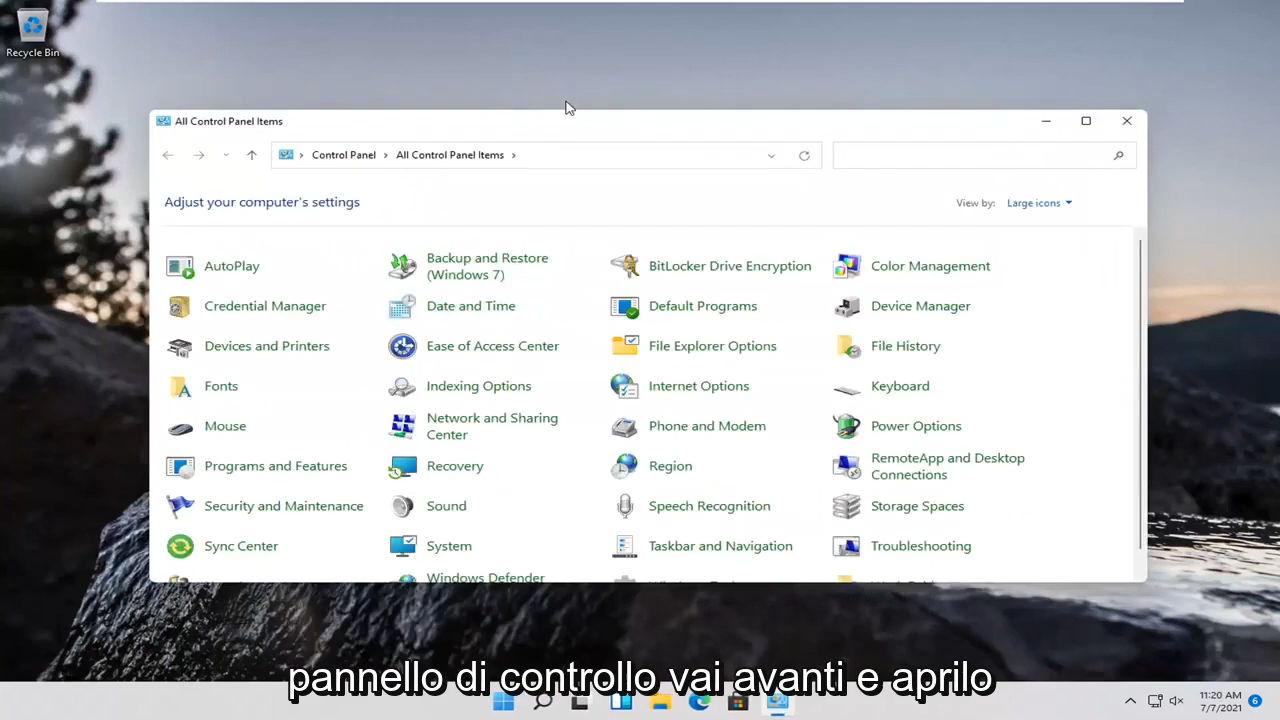 Recycle Bin
All Control Panel Items
Control Panel
All Control Panel Items
Adjust your computer's settings
View by:
Large icons
AutoPlay
Backup and Restore
(Windows 7)
BitLocker Drive Encryption
Color Management
Credential Manager
Date and Time
Default Programs
Device Manager
Devices and Printers
Ease of Access Center
File Explorer Options
File History
Fonts
Indexing Options
Internet Options
Keyboard
Mouse
Network and Sharing
Center
Phone and Modem
Power Options
Programs and Features
Recovery
Region
RemoteApp and Desktop
Connections
Security and Maintenance
Sound
Speech Recognition
Storage Spaces
Sync Center
System
Taskbar and Navigation
Troubleshooting
Windows Defender
pannello di controllo vai avanti e aprilo
11:20 AM
7/7/2021
6